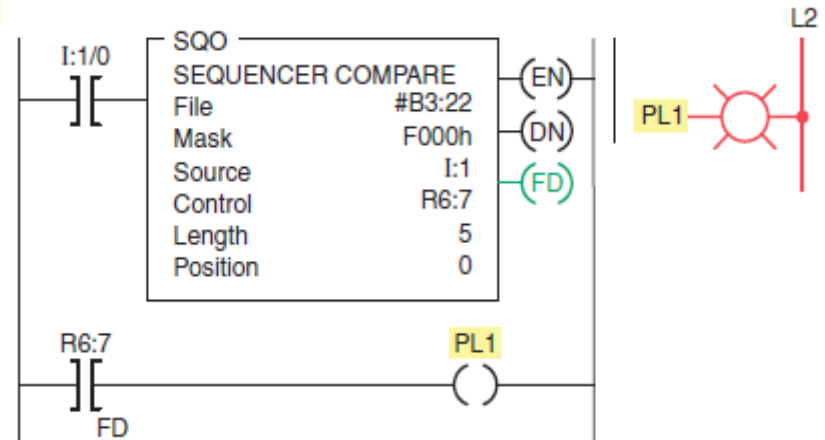 L2
I:1/0
SQO
SEQUENCER COMPARE
File #B3:22
Mask F000h
Source I:1
Control R6:7
Length 5
Position 0
(EN)
(DN)
(FD)
PL1
R6:7
FD
PL1